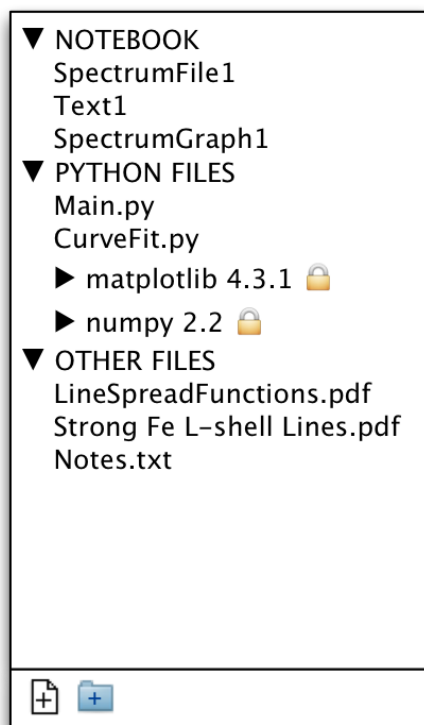 NOTEBOOK
SpectrumFile1
Text1
SpectrumGraph1
PYTHON FILES
Main.py
CurveFit.py
matplotlib 4.3.1
numpy 2.2
OTHER FILES
LineSpreadFunctions.pdf
Strong Fe L-shell Lines.pdf
Notes.txt